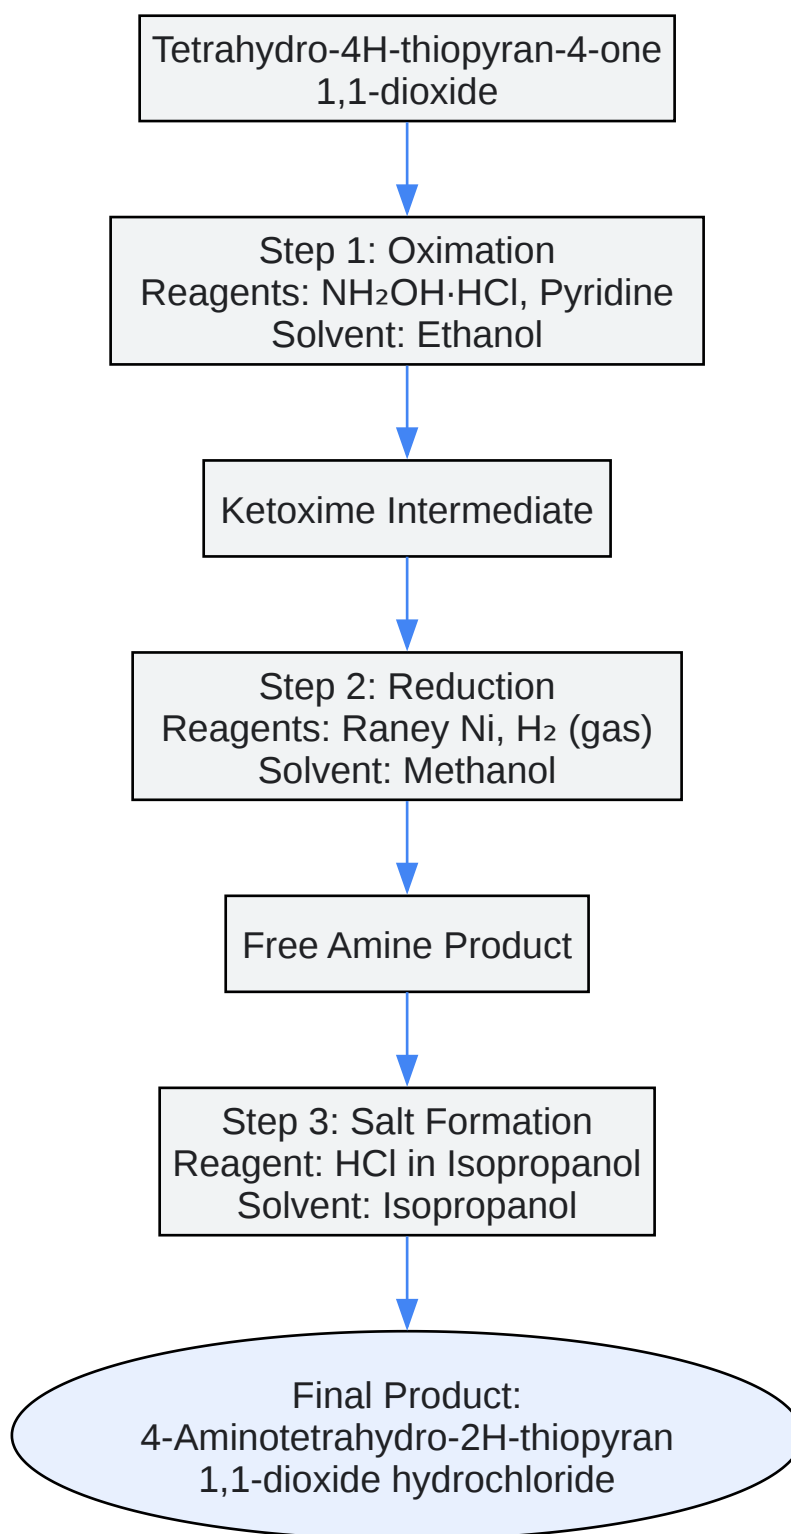 Tetrahydro-4H-thiopyran-4-one
1,1-dioxide
Step 1: Oximation
Reagents: NH₂OH·HCl, Pyridine
Solvent: Ethanol
Ketoxime Intermediate
Step 2: Reduction
Reagents: Raney Ni, H₂ (gas)
Solvent: Methanol
Free Amine Product
Step 3: Salt Formation
Reagent: HCl in Isopropanol
Solvent: Isopropanol
Final Product:
4-Aminotetrahydro-2H-thiopyran
1,1-dioxide hydrochloride